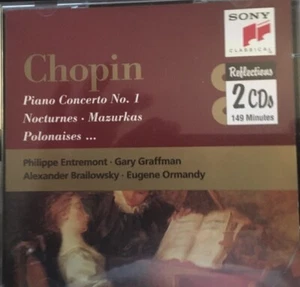 Chopin
Piano Concerto No. 1
Nocturnes · Mazurkas
Polonaises ...
Philippe Entremont · Gary Graffman
Alexander Brailowsky · Eugene Ormandy
SONY
CLASSICAL
Reflections
2 CDs
149 Minutes